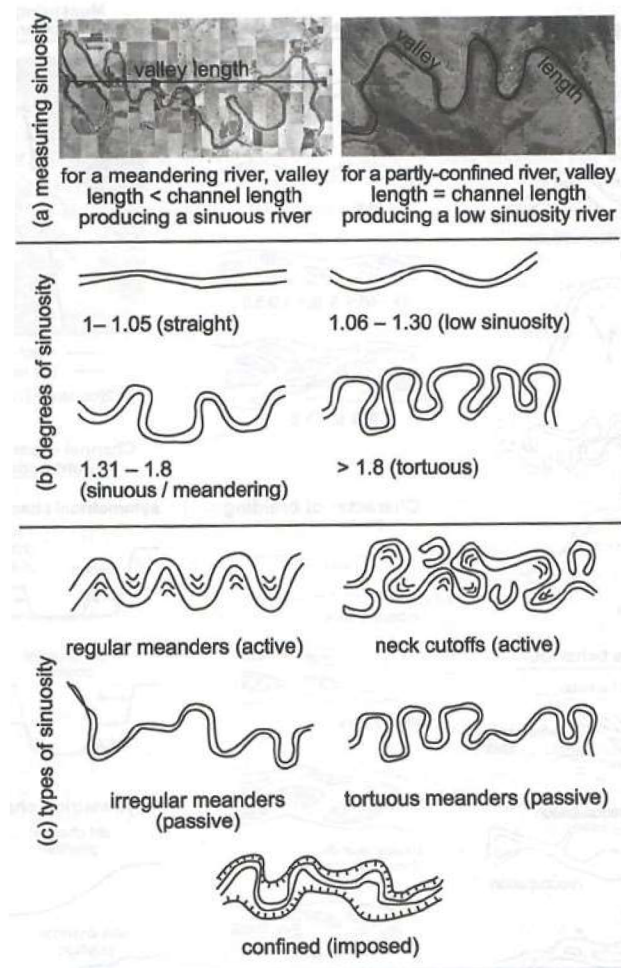 (a) measuring sinuosity
valley length
valley
length
for a meandering river, valley
length < channel length
producing a sinuous river
for a partly-confined river, valley
length = channel length
producing a low sinuosity river
(b) degrees of sinuosity
1– 1.05 (straight)
1.06 – 1.30 (low sinuosity)
1.31 – 1.8
(sinuous / meandering)
> 1.8 (tortuous)
(c) types of sinuosity
regular meanders (active)
neck cutoffs (active)
irregular meanders
(passive)
tortuous meanders (passive)
confined (imposed)